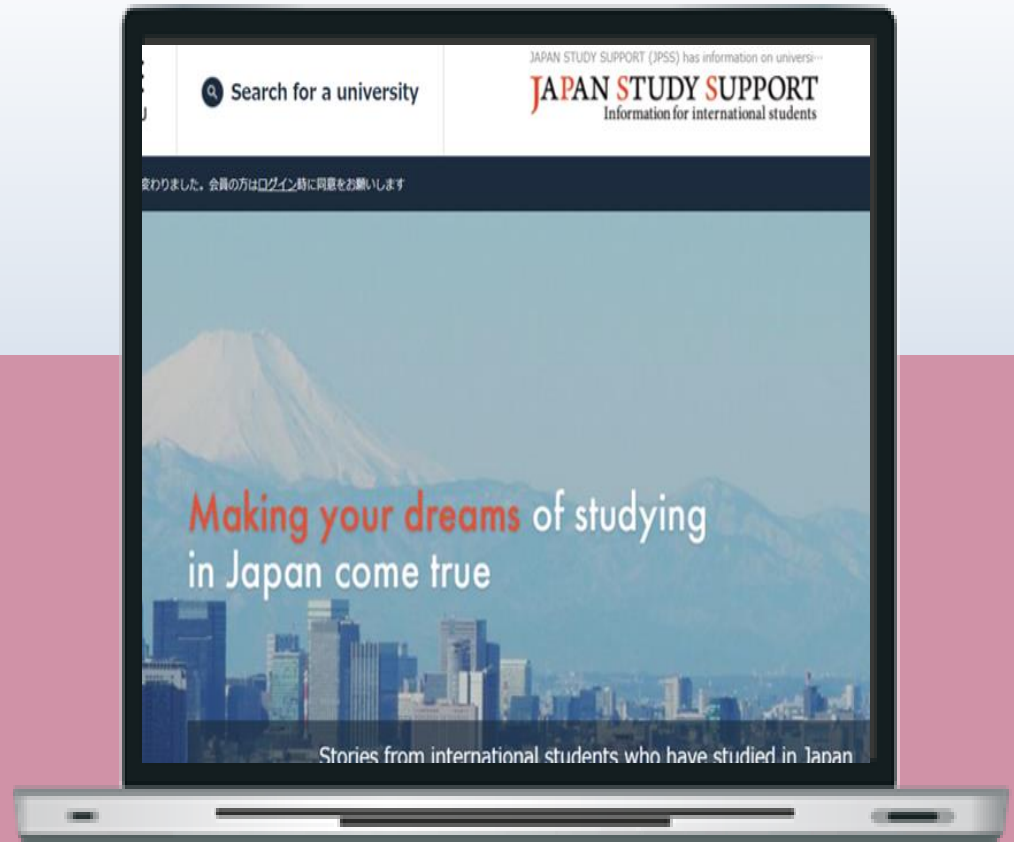 JAPAN STUDY SUPPORT (JPSS) has information on universi…
Search for a university
JAPAN STUDY SUPPORT
Information for international students
変わりました。会員の方はログイン時に同意をお願いします
Making your dreams of studying
in Japan come true
Stories from international students who have studied in Japan